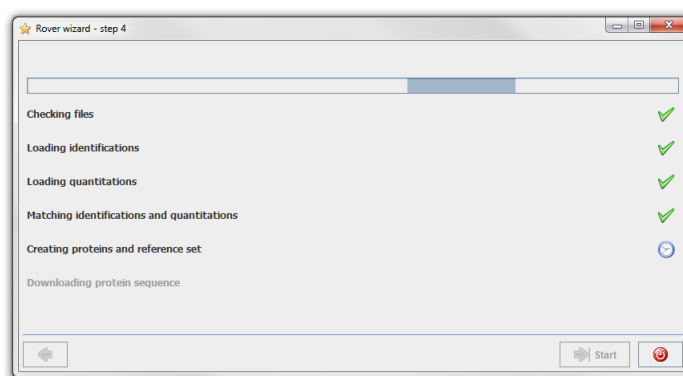 Rover wizard - step 4
Checking files
Loading identifications
Loading quantitations
Matching identifications and quantitations
Creating proteins and reference set
Downloading protein sequence
Start